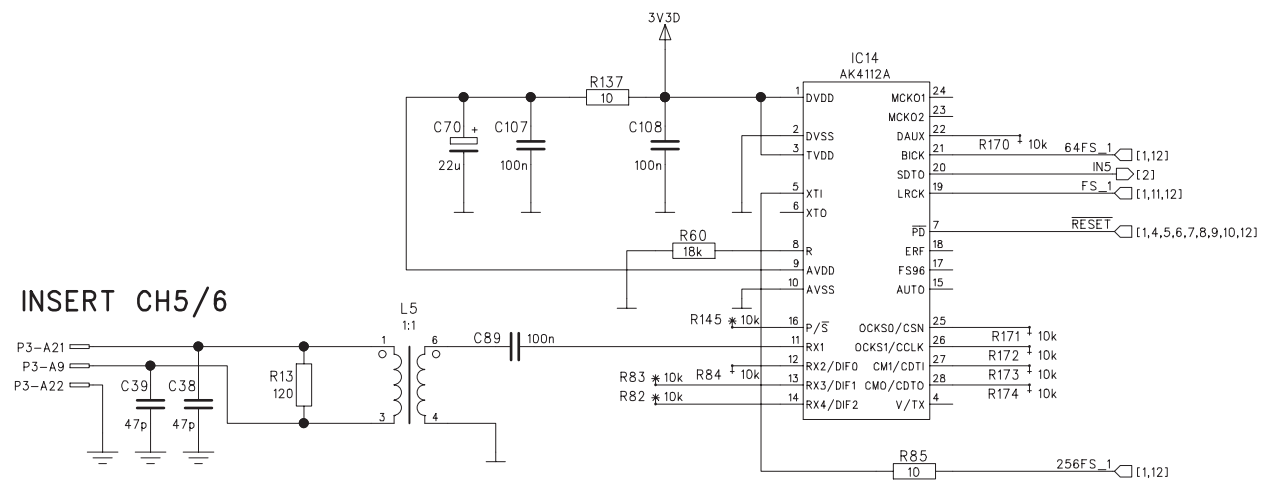 3V3D
IC14
AK4112A
R137
10
C70 +
22u
C107
100n
C108
100n
1 DVDD
2 DVSS
3 TVDD
5 XTI
6 XTO
8 R
9 AVDD
10 AVSS
16 P/S
11 RX1
12 RX2/DIF0
13 RX3/DIF1
14 RX4/DIF2
MCKO1 24
MCKO2 23
DAUX 22
BICK 21
SDTO 20
LRCK 19
PD 7
ERF 18
FS96 17
AUTO 15
OCKS0/CSN 25
OCKS1/CCLK 26
CM1/CDTI 27
CM0/CDTO 28
V/TX 4
R170 10k
64FS_1 [1,12]
IN5 [2]
FS_1 [1,11,12]
RESET [1,4,5,6,7,8,9,10,12]
R60
18k
INSERT CH5/6
L5
1:1
P3-A21
P3-A9
P3-A22
C39
47p
C38
47p
R13
120
1
3
6
4
C89 100n
R145 * 10k
R84 10k
R83 * 10k
R82 * 10k
R171 10k
R172 10k
R173 10k
R174 10k
R85
10
256FS_1 [1,12]